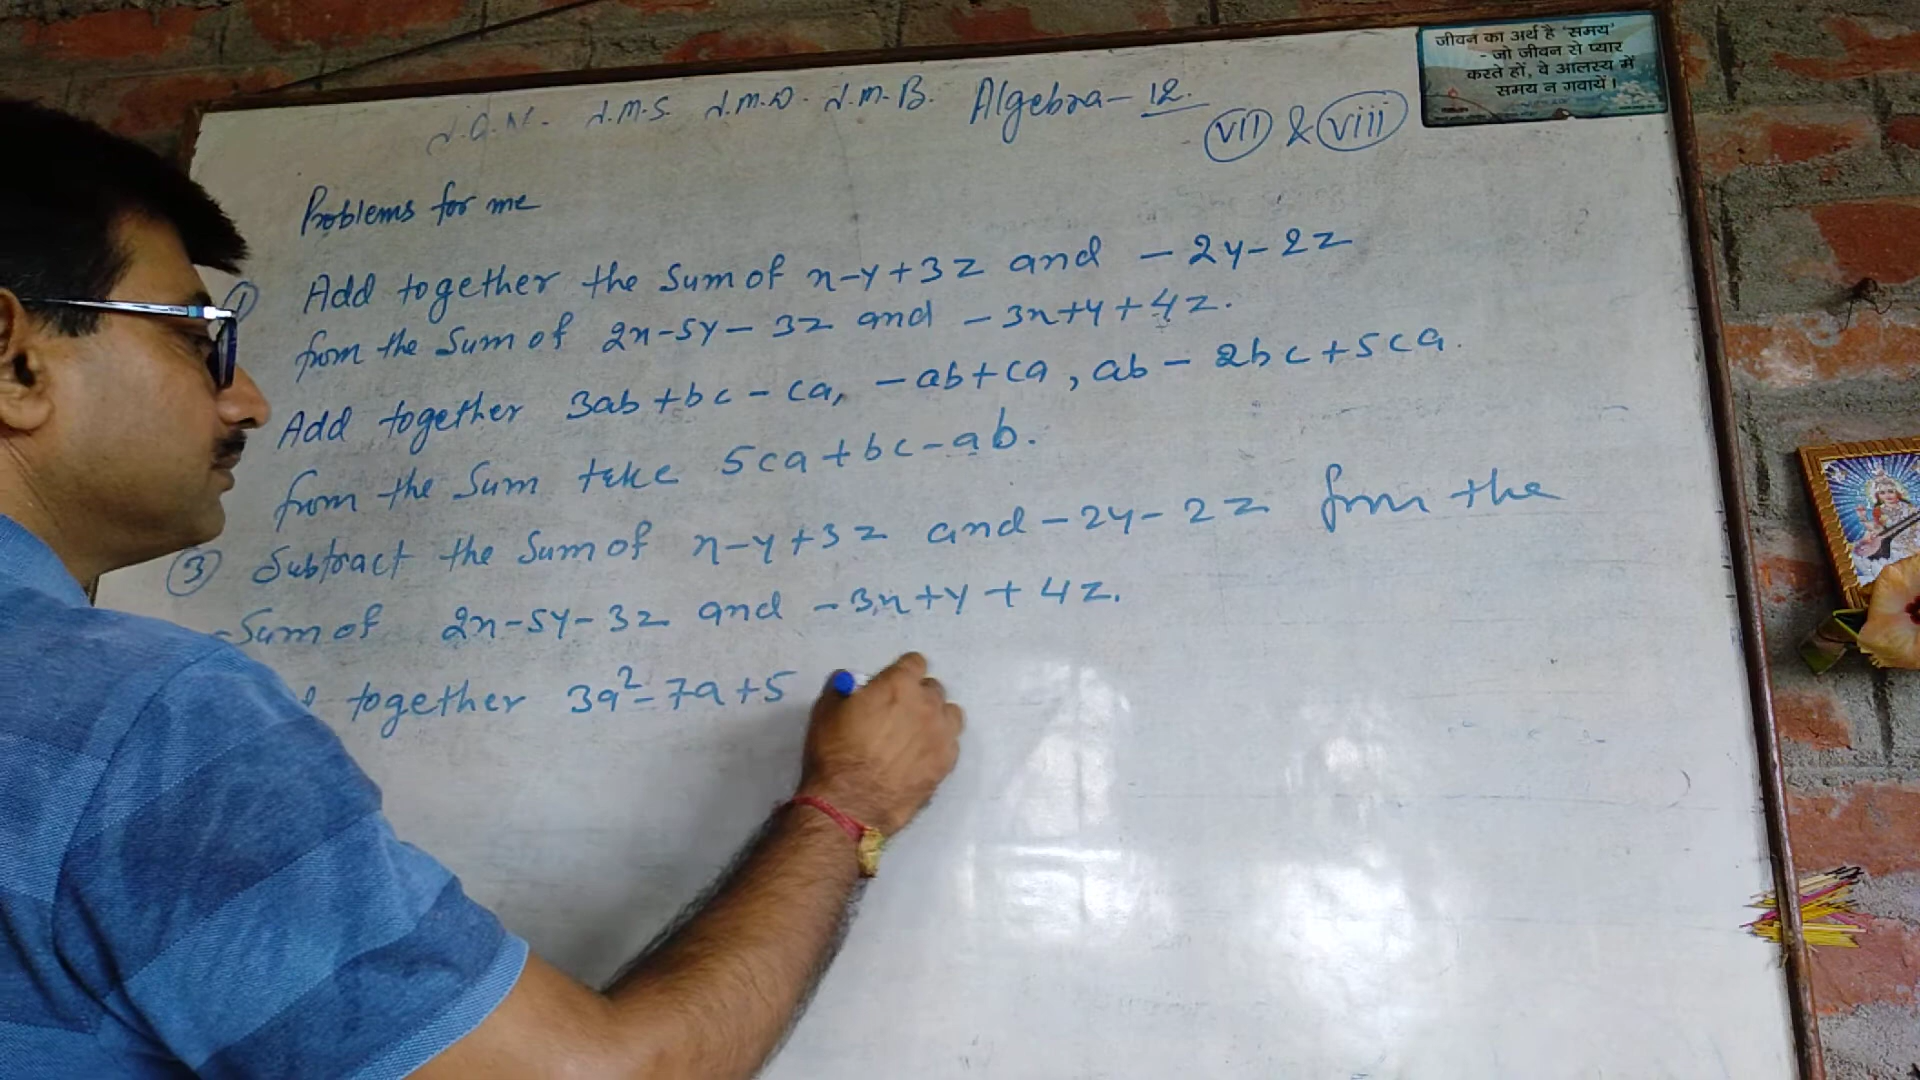 J.M.S. J.M.D. J.M.B. Algebra-12.
VII & VIII
जीवन का अर्थ है 'समय'
- जो जीवन से प्यार
करते हों, वे आलस्य में
समय न गवायें।
Problems for me
① Add together the Sum of x-y+3z and -2y-2z
from the Sum of 2x-5y-3z and -3x+y+4z.
Add together 3ab+bc-ca, -ab+ca, ab-2bc+5ca.
from the Sum take 5ca+bc-ab.
③ Subtract the Sum of x-y+3z and -2y-2z from the
Sum of 2x-5y-3z and -3x+y+4z.
together 3a²-7a+5